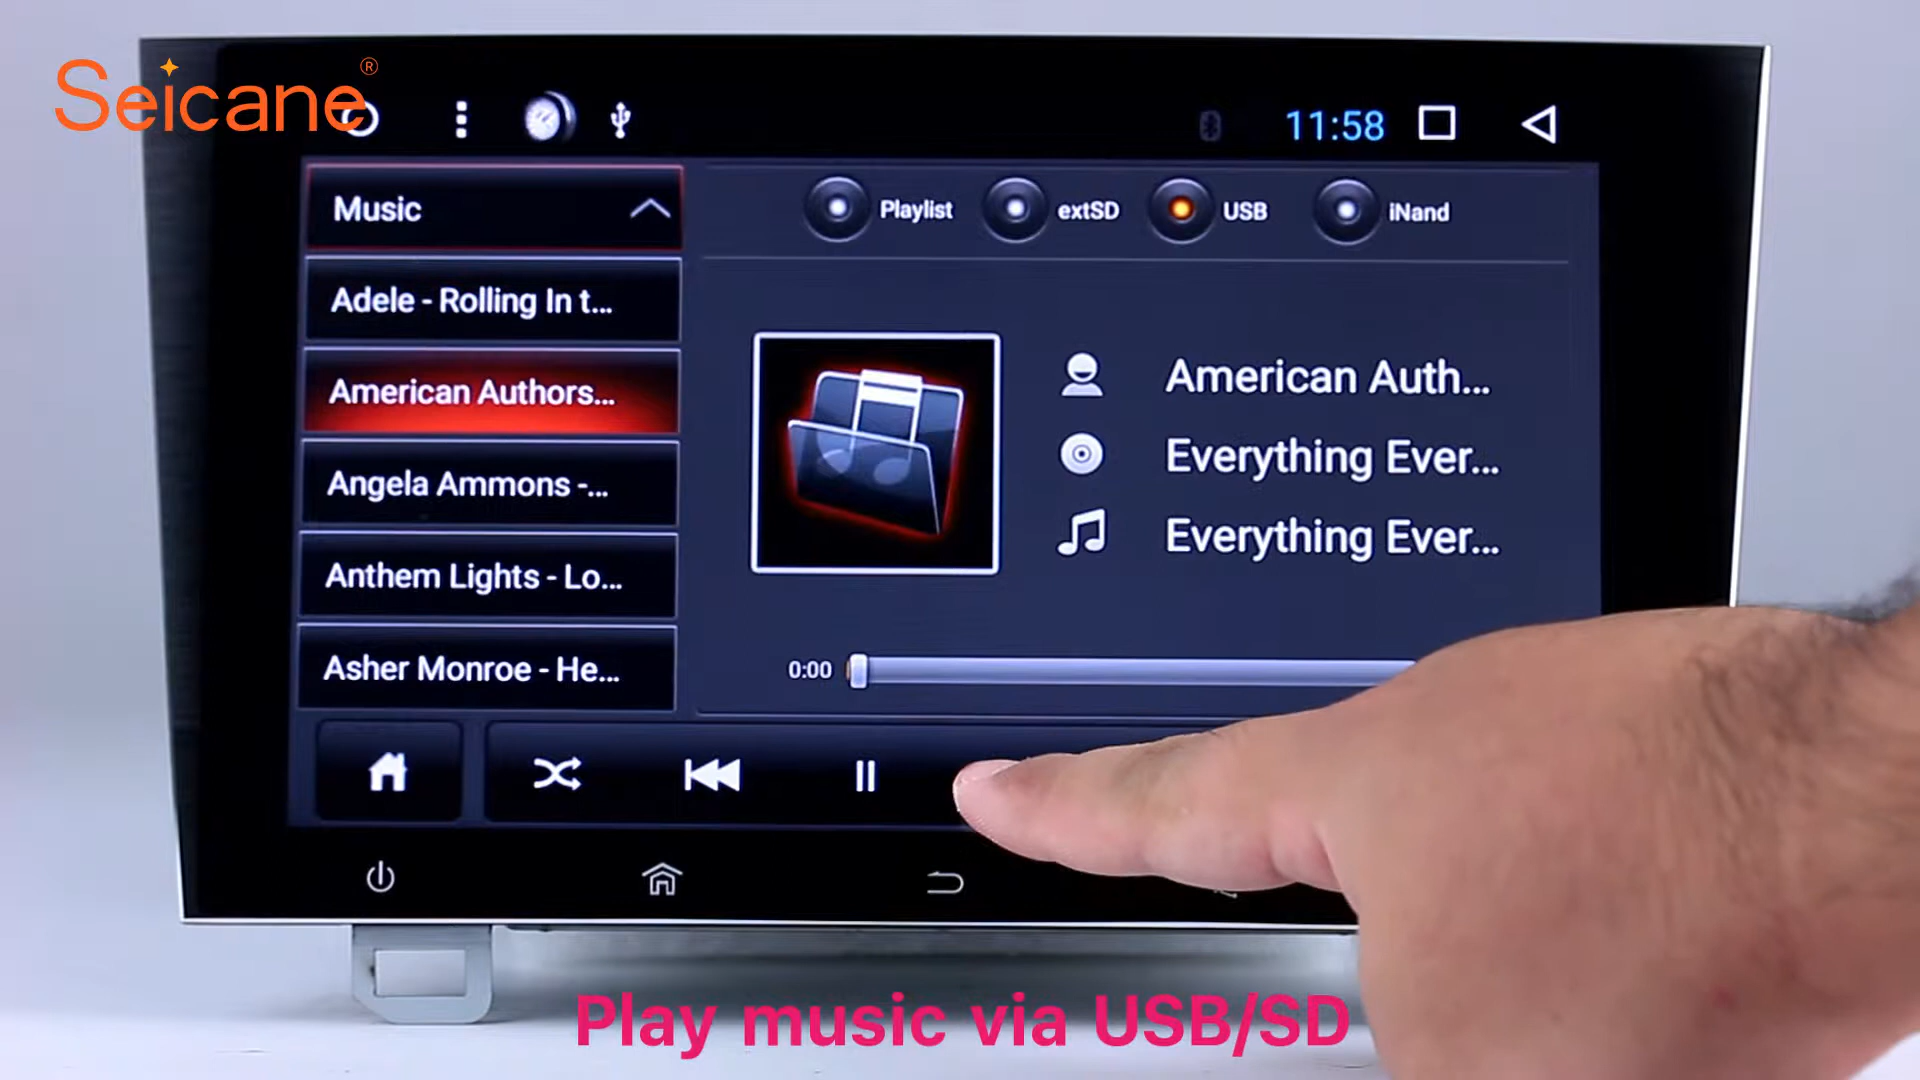 Seicane®
11:58
Music
Playlist
extSD
USB
iNand
Adele - Rolling In t...
American Authors...
Angela Ammons -...
Anthem Lights - Lo...
Asher Monroe - He...
American Auth...
Everything Ever...
Everything Ever...
0:00
Play music via USB/SD